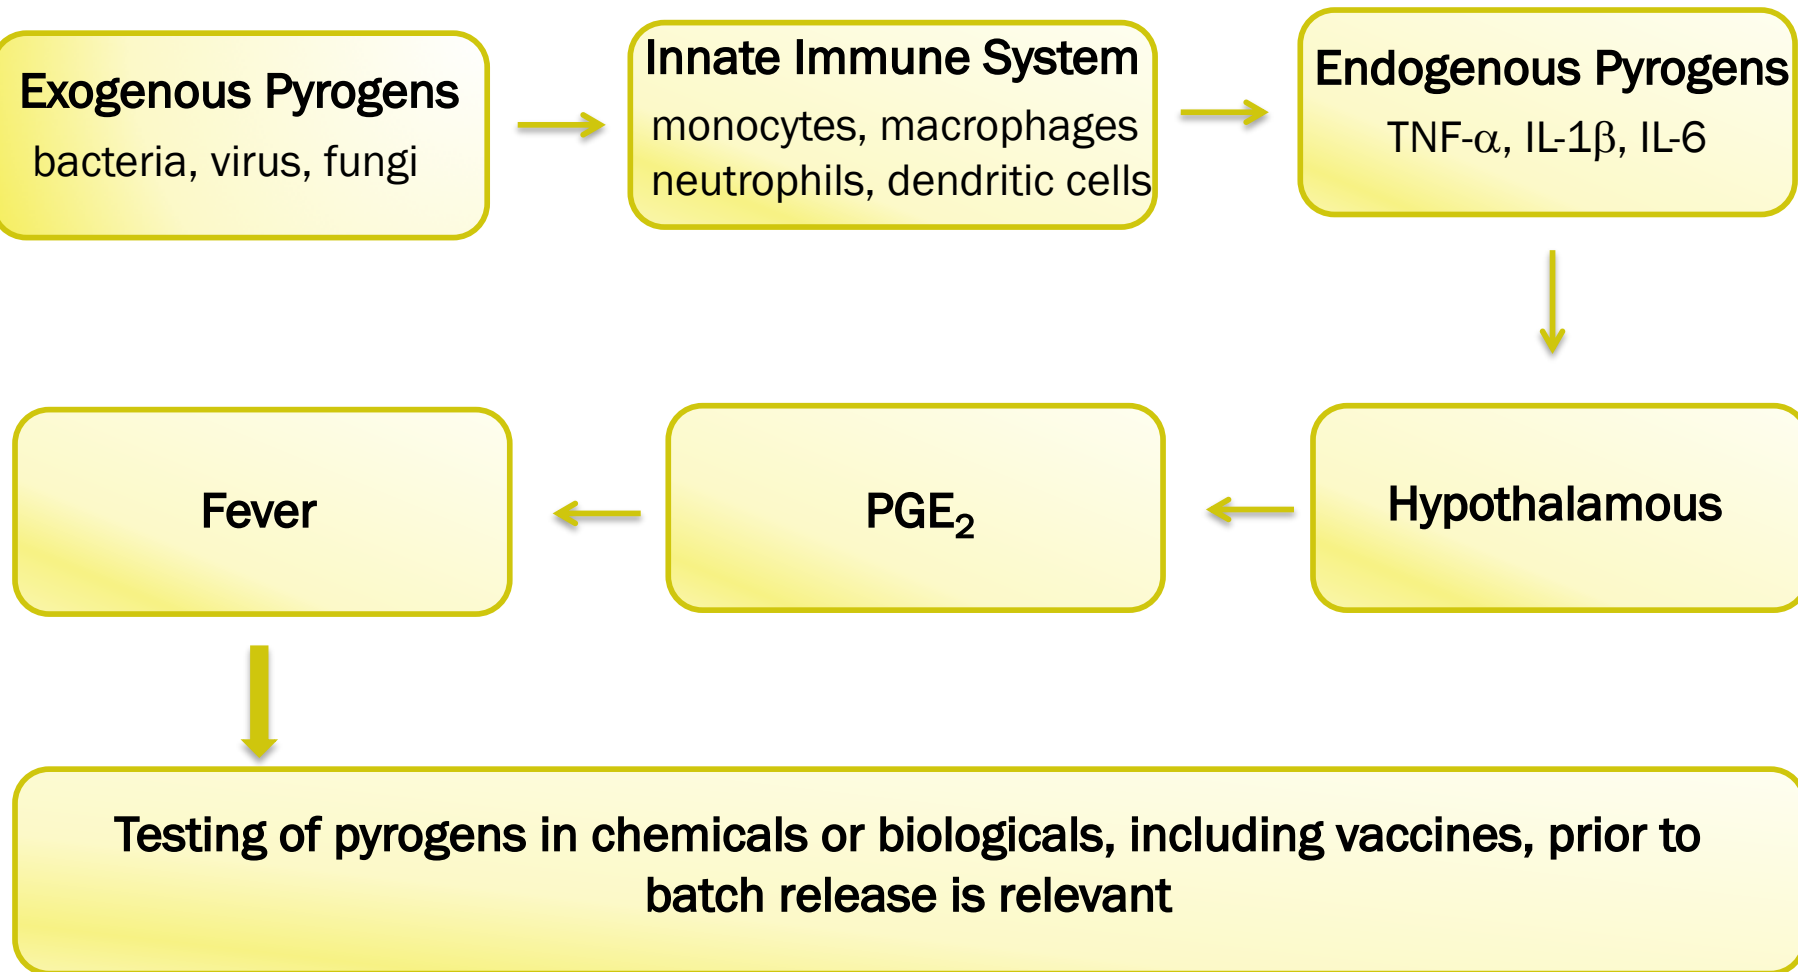 Exogenous Pyrogens
bacteria, virus, fungi
Innate Immune System
monocytes, macrophages
neutrophils, dendritic cells
Endogenous Pyrogens
TNF-α, IL-1β, IL-6
Hypothalamous
PGE₂
Fever
Testing of pyrogens in chemicals or biologicals, including vaccines, prior to
batch release is relevant